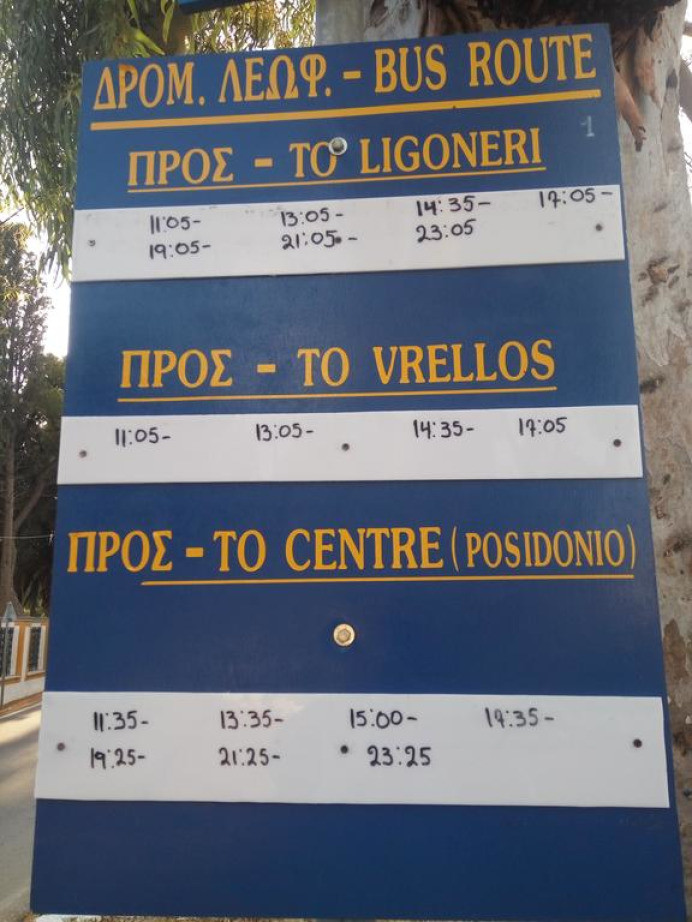 ΔΡΟΜ. ΛΕΩΦ. - BUS ROUTE
1
ΠΡΟΣ - ΤΟ LIGONERI
11:05- 13:05- 14:35- 17:05-
19:05- 21:05- 23:05
ΠΡΟΣ - ΤΟ VRELLOS
11:05- 13:05- 14:35- 17:05
ΠΡΟΣ - ΤΟ CENTRE (POSIDONIO)
11:35- 13:35- 15:00- 17:35-
19:25- 21:25- 23:25